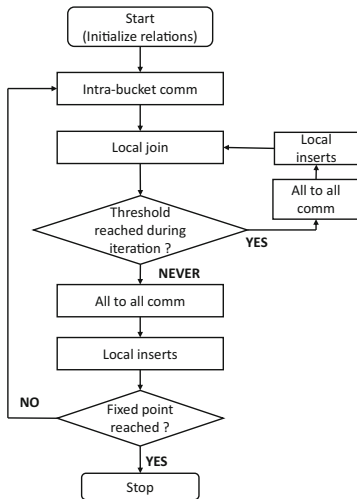 Start
(Initialize relations)
Intra-bucket comm
Local join
Local
inserts
All to all
comm
Threshold
reached during
iteration ?
YES
NEVER
All to all comm
Local inserts
NO
Fixed point
reached ?
YES
Stop